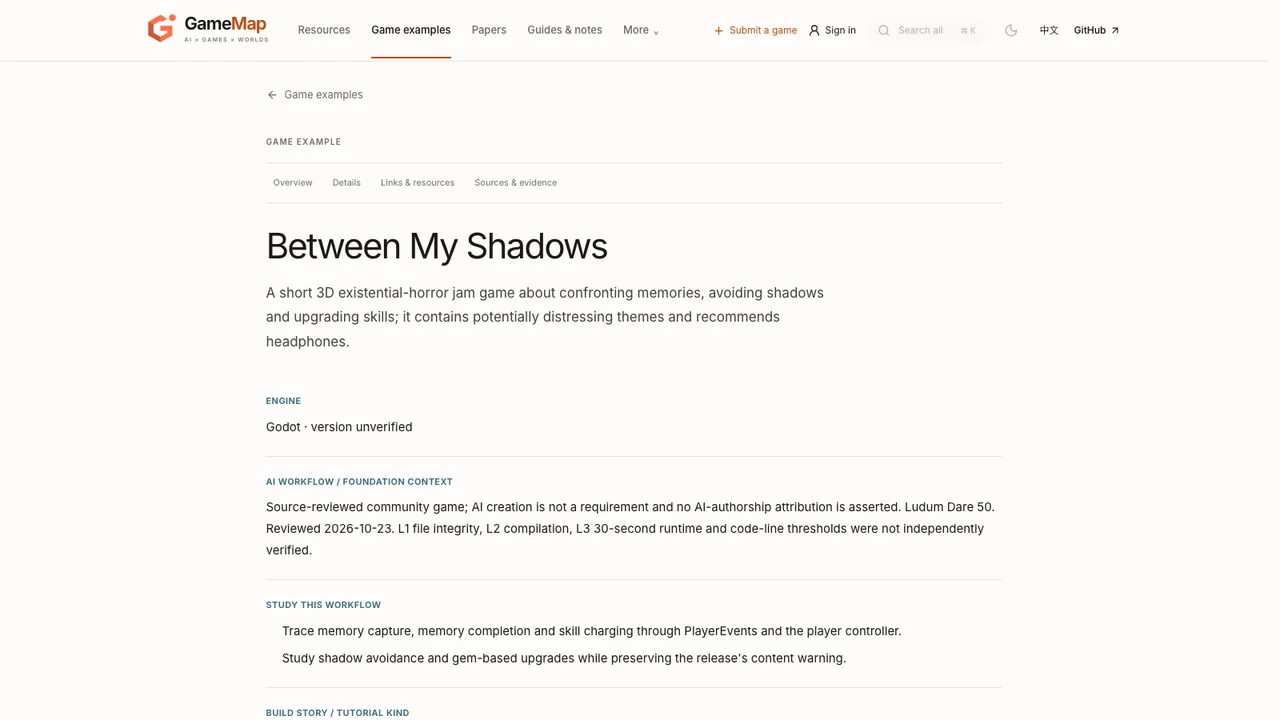 GameMap
AI × GAMES × WORLDS
Resources
Game examples
Papers
Guides & notes
More
Submit a game
Sign in
Search all
⌘ K
中文
GitHub
Game examples
GAME EXAMPLE
Overview
Details
Links & resources
Sources & evidence
Between My Shadows
A short 3D existential-horror jam game about confronting memories, avoiding shadows
and upgrading skills; it contains potentially distressing themes and recommends
headphones.
ENGINE
Godot · version unverified
AI WORKFLOW / FOUNDATION CONTEXT
Source-reviewed community game; AI creation is not a requirement and no AI-authorship attribution is asserted. Ludum Dare 50.
Reviewed 2026-10-23. L1 file integrity, L2 compilation, L3 30-second runtime and code-line thresholds were not independently
verified.
STUDY THIS WORKFLOW
Trace memory capture, memory completion and skill charging through PlayerEvents and the player controller.
Study shadow avoidance and gem-based upgrades while preserving the release's content warning.
BUILD STORY / TUTORIAL KIND